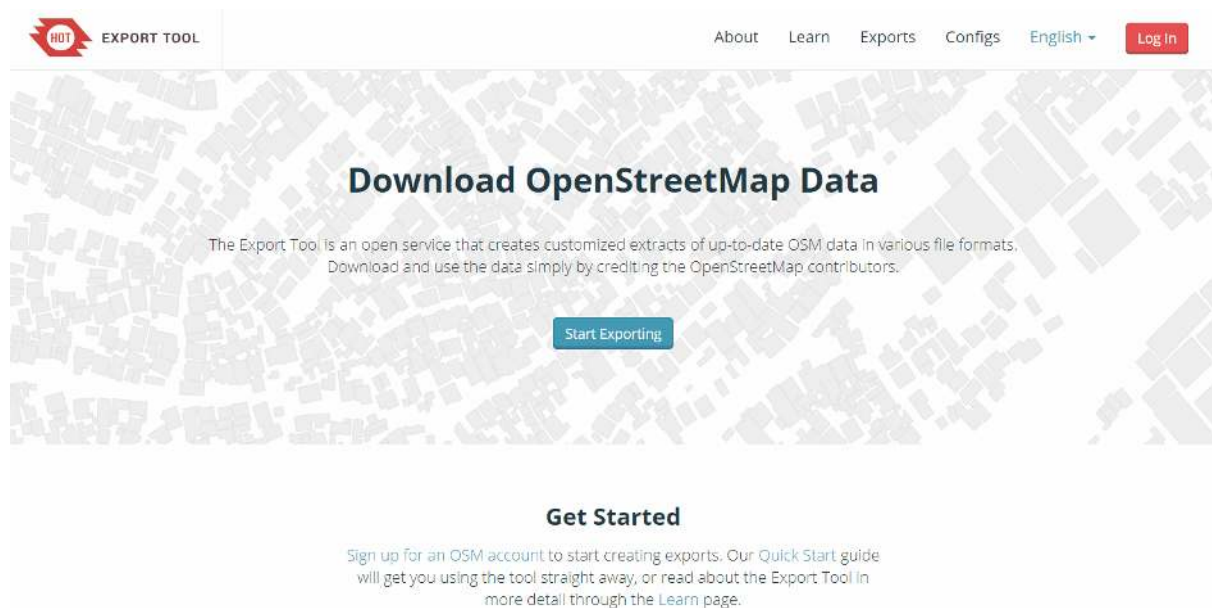 HOT EXPORT TOOL About Learn Exports Configs English Log In
Download OpenStreetMap Data
The Export Tool is an open service that creates customized extracts of up-to-date OSM data in various file formats.
Download and use the data simply by crediting the OpenStreetMap contributors.
Start Exporting
Get Started
Sign up for an OSM account to start creating exports. Our Quick Start guide
will get you using the tool straight away, or read about the Export Tool in
more detail through the Learn page.